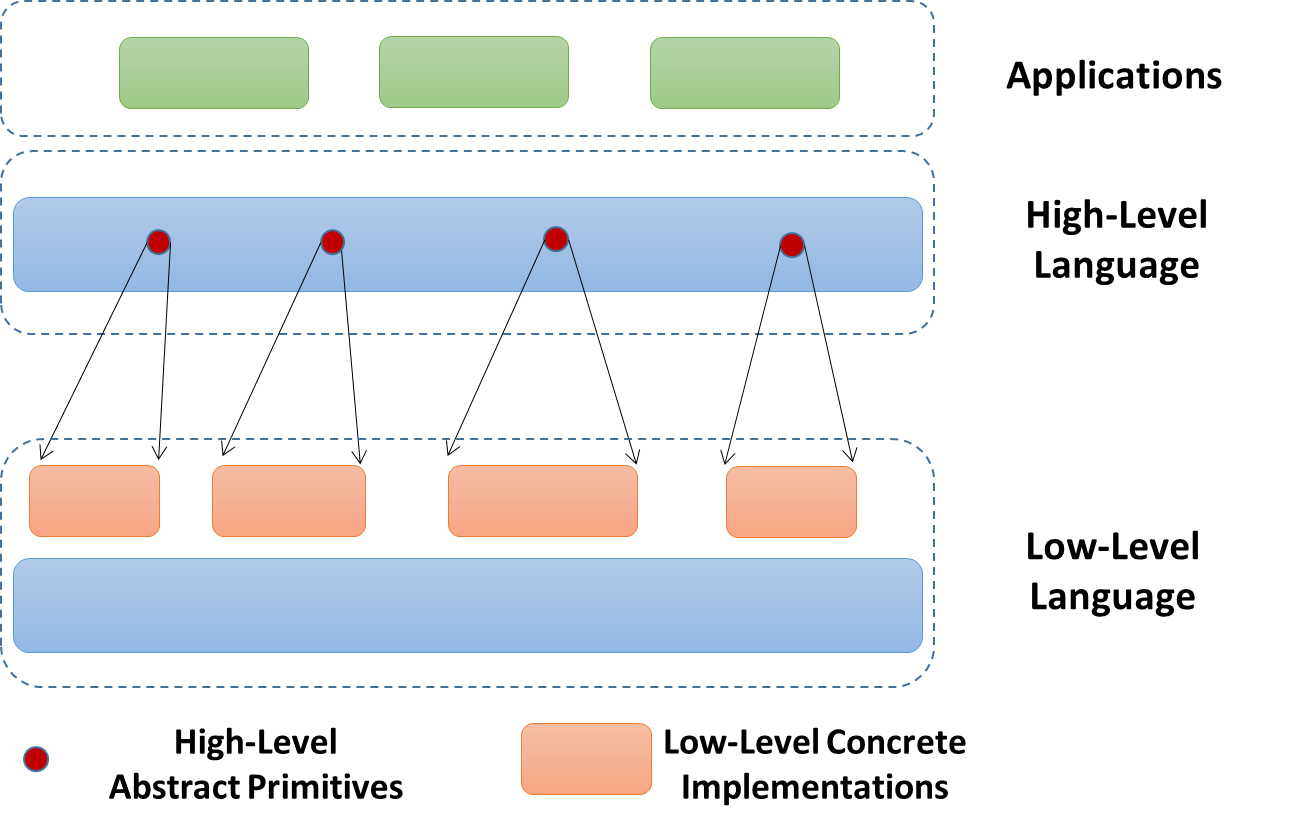 Applications
High-Level
Language
Low-Level
Language
High-Level
Abstract Primitives
Low-Level Concrete
Implementations